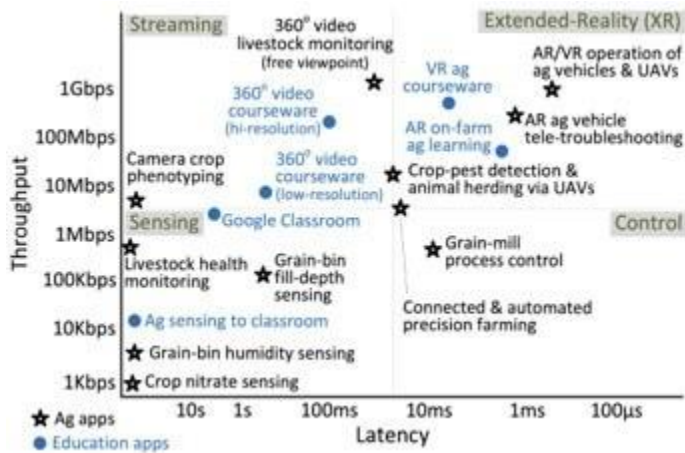 Streaming
360° video
livestock monitoring
(free viewpoint)
Extended-Reality (XR)
AR/VR operation of
ag vehicles & UAVs
VR ag
courseware
360° video
courseware
(hi-resolution)
AR ag vehicle
tele-troubleshooting
AR on-farm
ag learning
Camera crop
phenotyping
360° video
courseware
(low-resolution)
Crop-pest detection &
animal herding via UAVs
Sensing
Google Classroom
Control
Livestock health
monitoring
Grain-bin
fill-depth
sensing
Grain-mill
process control
Connected & automated
precision farming
Ag sensing to classroom
Grain-bin humidity sensing
Crop nitrate sensing
Throughput
1Gbps
100Mbps
10Mbps
1Mbps
100Kbps
10Kbps
1Kbps
10s 1s 100ms 10ms 1ms 100µs
Latency
Ag apps
Education apps